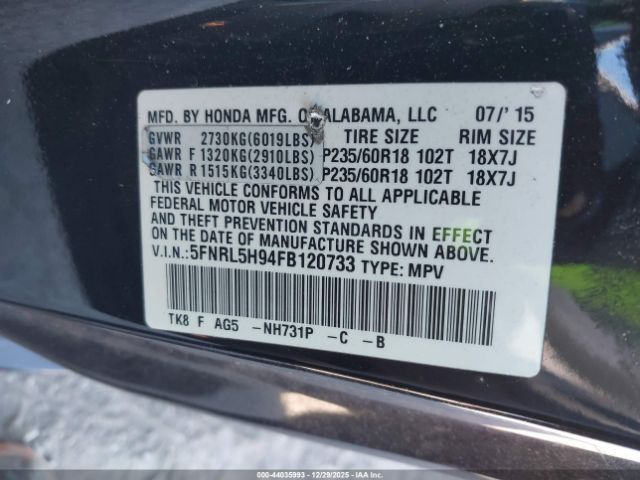 MFD. BY HONDA MFG. OF ALABAMA, LLC 07/'15
GVWR 2730KG(6019LBS) TIRE SIZE RIM SIZE
GAWR F 1320KG(2910LBS) P235/60R18 102T 18X7J
GAWR R 1515KG(3340LBS) P235/60R18 102T 18X7J
THIS VEHICLE CONFORMS TO ALL APPLICABLE
FEDERAL MOTOR VEHICLE SAFETY
AND THEFT PREVENTION STANDARDS IN EFFECT
ON THE DATE OF MANUFACTURE SHOWN ABOVE.
V.I.N.:5FNRL5H94FB120733 TYPE: MPV
TK8 F AG5 -NH731P -C -B
000-44035993 - 12/29/2025 - IAAI.COM